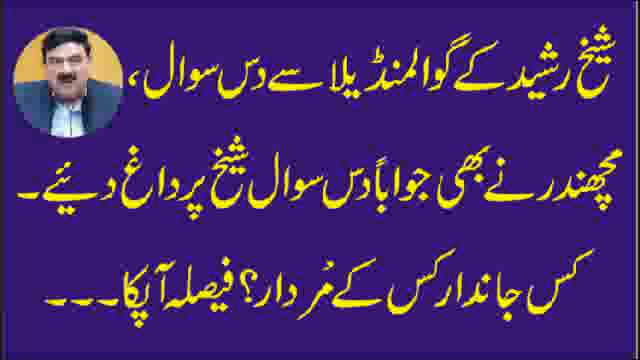 شیخ رشید کے گوالمنڈیلا سے دس سوال،
مچھندر نے بھی جواباً دس سوال شیخ پر داغ دئیے۔
کس جاندار کس کے مُردار؟ فیصلہ آپکا۔۔۔